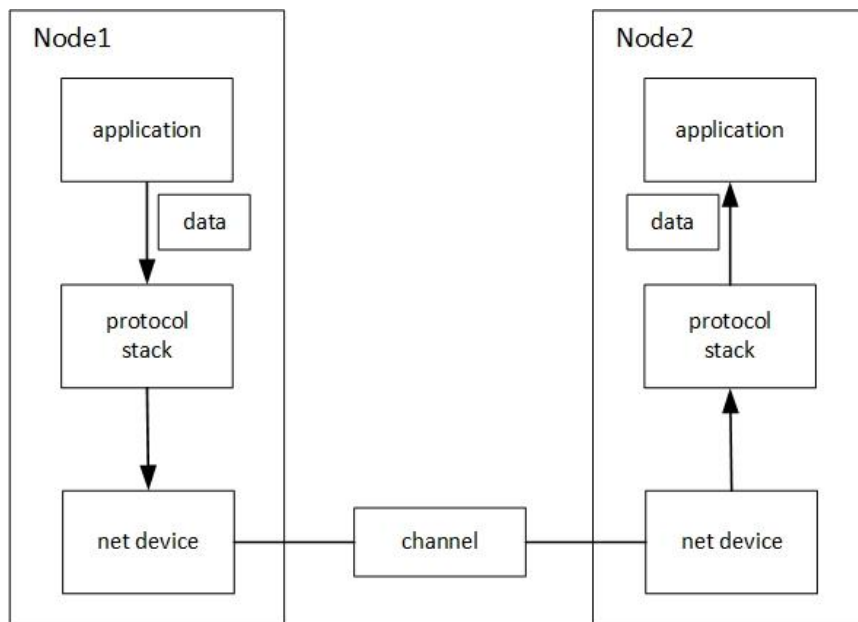 Node1
application
data
protocol
stack
net device
channel
Node2
application
data
protocol
stack
net device